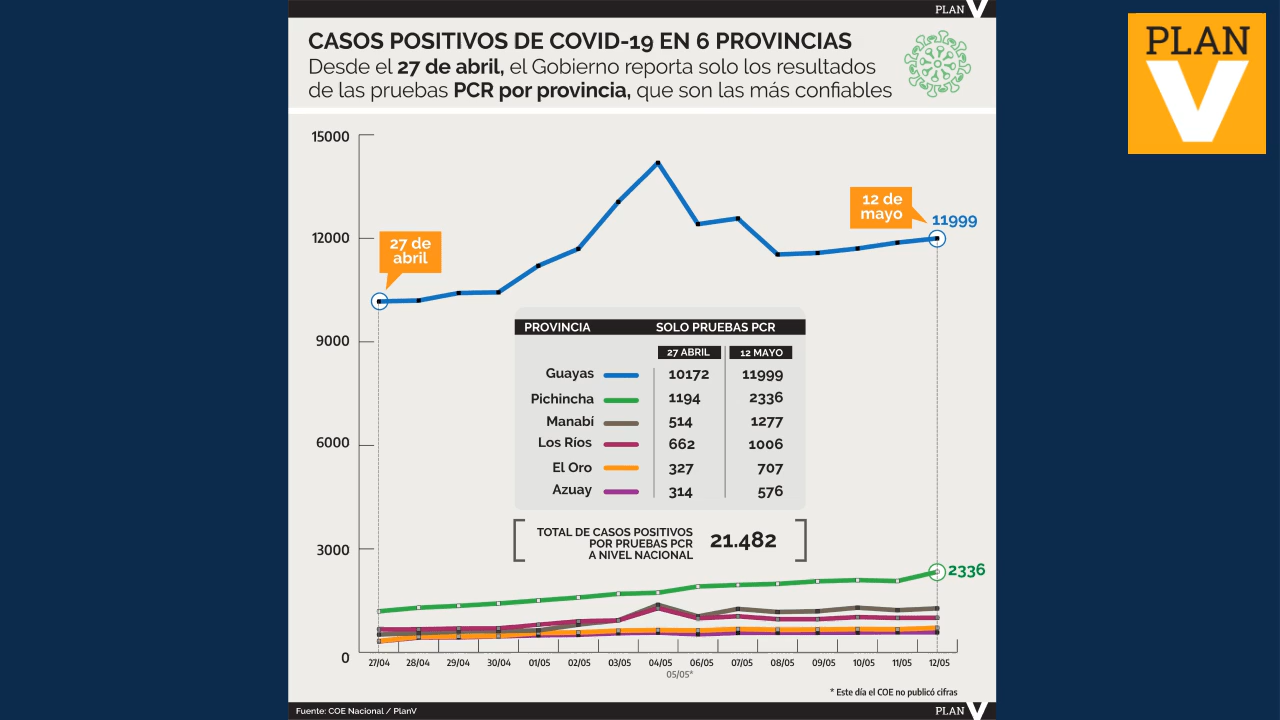 PLAN V
PLAN V
CASOS POSITIVOS DE COVID-19 EN 6 PROVINCIAS
Desde el 27 de abril, el Gobierno reporta solo los resultados
de las pruebas PCR por provincia, que son las más confiables
15000
12000
9000
6000
3000
0
27 de
abril
12 de
mayo
11999
PROVINCIA SOLO PRUEBAS PCR
27 ABRIL 12 MAYO
Guayas 10172 11999
Pichincha 1194 2336
Manabí 514 1277
Los Ríos 662 1006
El Oro 327 707
Azuay 314 576
TOTAL DE CASOS POSITIVOS
POR PRUEBAS PCR
A NIVEL NACIONAL
21.482
2336
27/04 28/04 29/04 30/04 01/05 02/05 03/05 04/05 06/05 07/05 08/05 09/05 10/05 11/05 12/05
05/05*
* Este día el COE no publicó cifras
Fuente: COE Nacional / PlanV
PLAN V